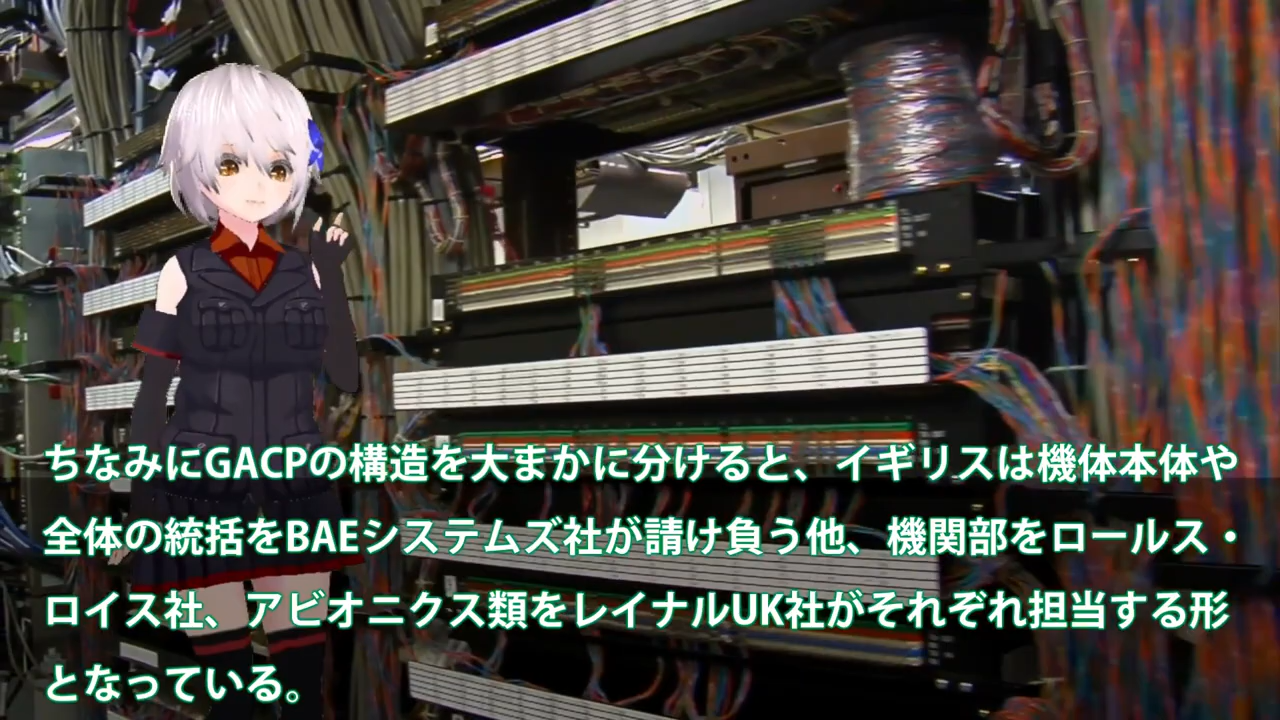 ちなみにGACPの構造を大まかに分けると、イギリスは機体本体や
全体の統括をBAEシステムズ社が請け負う他、機関部をロールス・
ロイス社、アビオニクス類をレイナルUK社がそれぞれ担当する形
となっている。